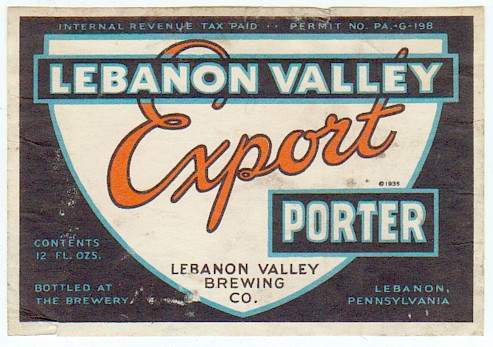 INTERNAL REVENUE TAX PAID ·· PERMIT NO. PA.-G-198
LEBANON VALLEY
Export
©1935
PORTER
LEBANON VALLEY
BREWING
CO.
CONTENTS
12 FL. OZS.
BOTTLED AT
THE BREWERY
LEBANON,
PENNSYLVANIA